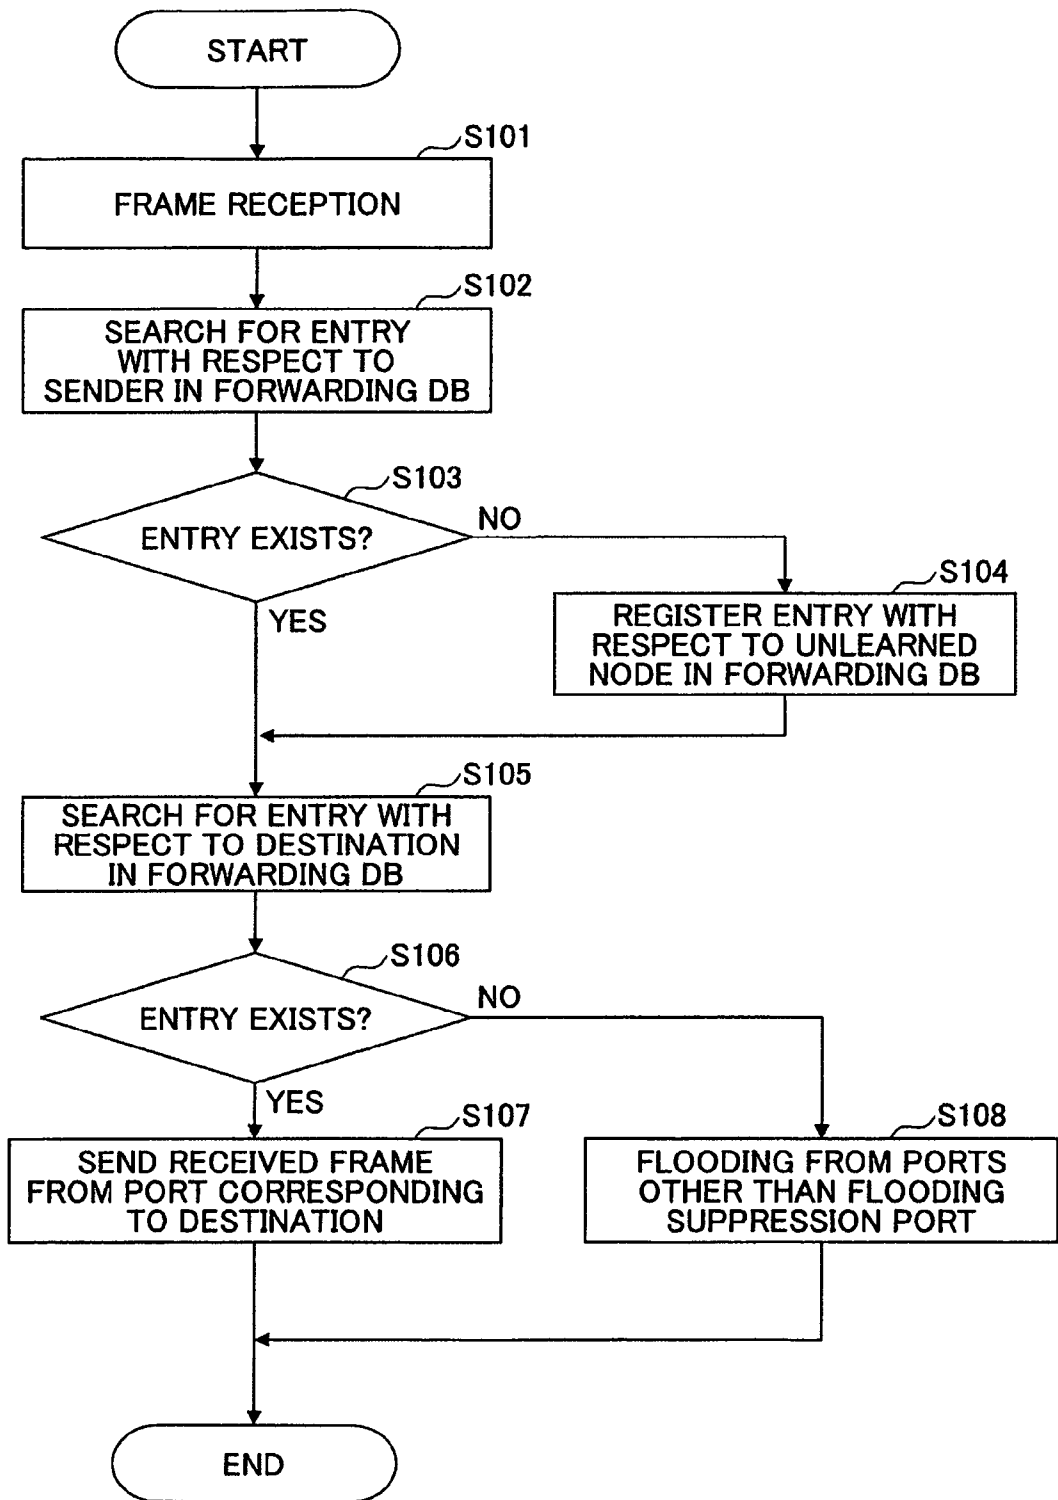 START
S101
FRAME RECEPTION
S102
SEARCH FOR ENTRY
WITH RESPECT TO
SENDER IN FORWARDING DB
S103
ENTRY EXISTS?
NO
YES
S104
REGISTER ENTRY WITH
RESPECT TO UNLEARNED
NODE IN FORWARDING DB
S105
SEARCH FOR ENTRY WITH
RESPECT TO DESTINATION
IN FORWARDING DB
S106
ENTRY EXISTS?
NO
YES
S107
SEND RECEIVED FRAME
FROM PORT CORRESPONDING
TO DESTINATION
S108
FLOODING FROM PORTS
OTHER THAN FLOODING
SUPPRESSION PORT
END